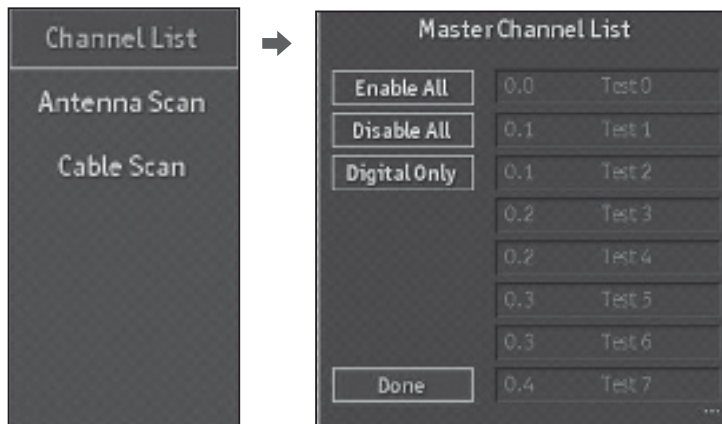 Channel List
Antenna Scan
Cable Scan
Master Channel List
Enable All
Disable All
Digital Only
Done
0.0 Test 0
0.1 Test 1
0.1 Test 2
0.2 Test 3
0.2 Test 4
0.3 Test 5
0.3 Test 6
0.4 Test 7
...